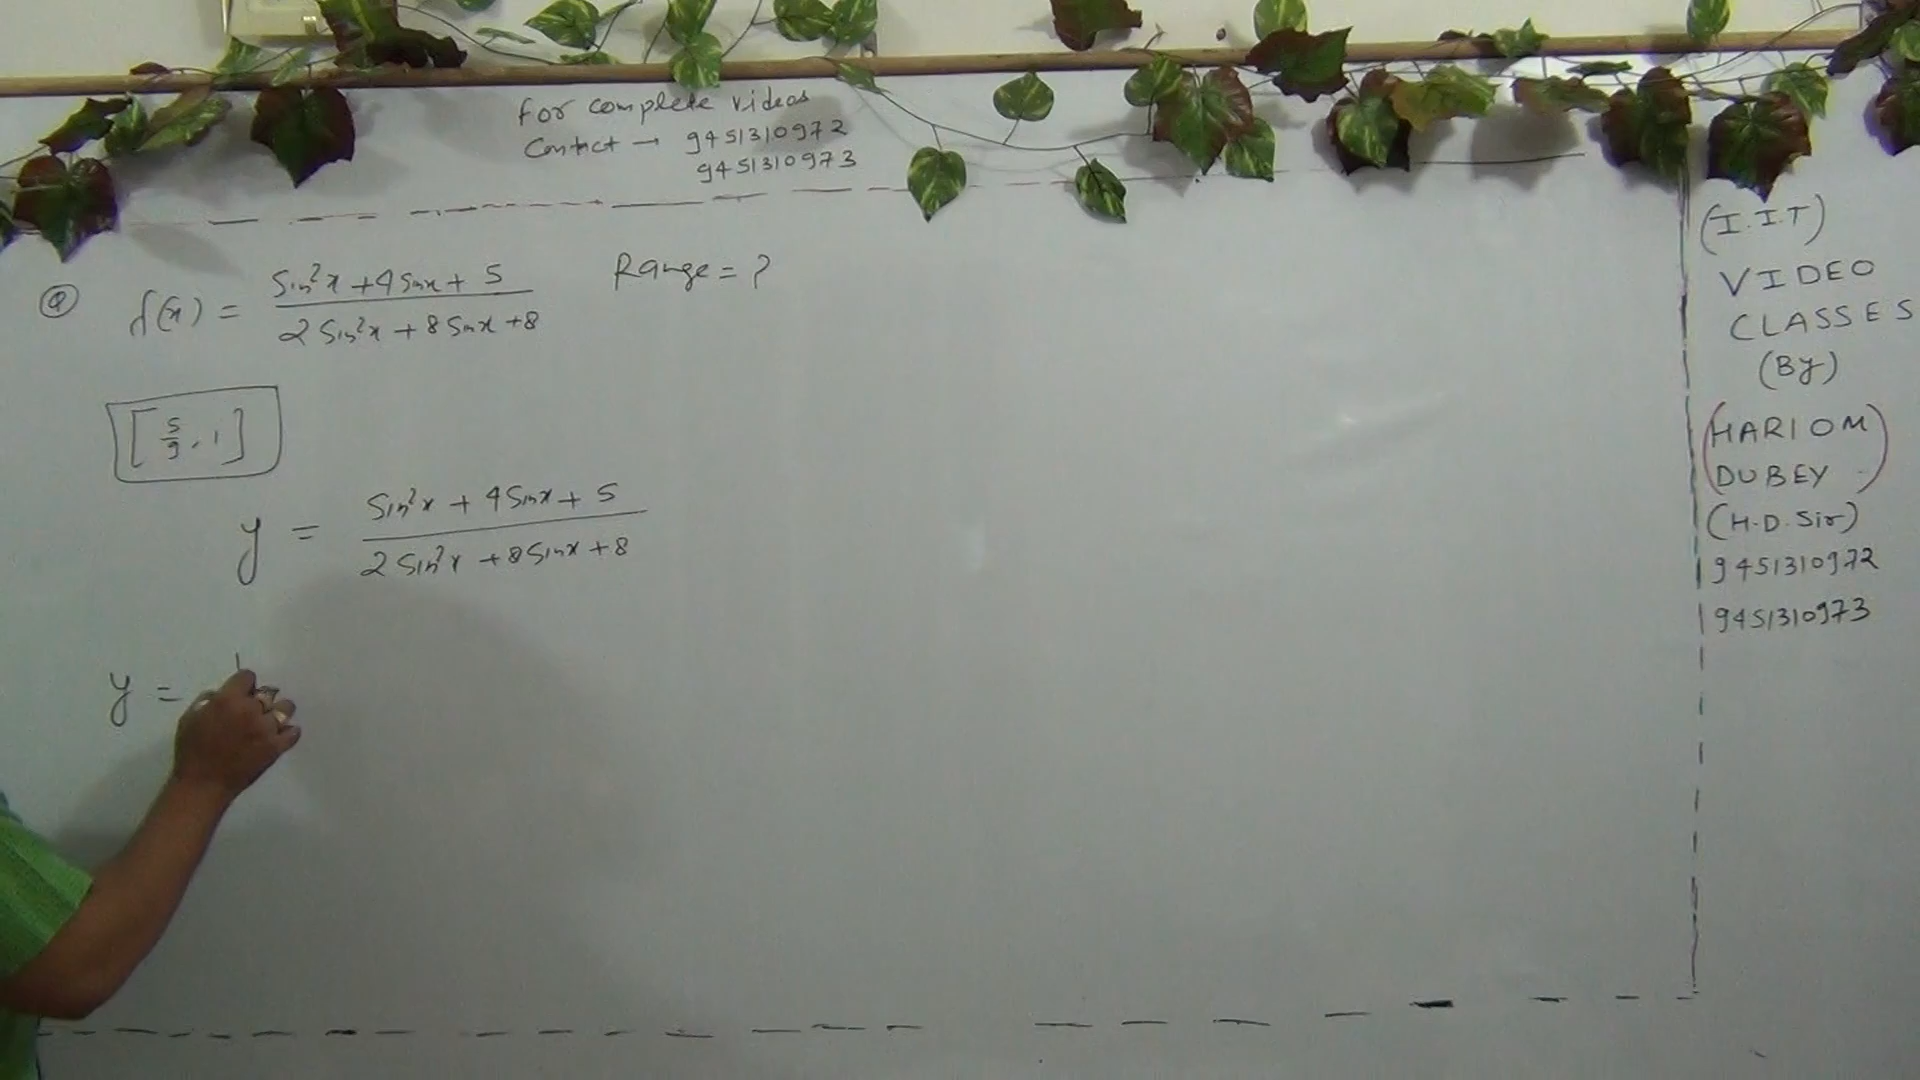 For complete videos
Contact → 9451310972
9451310973
Q f(x) = (Sin²x + 4Sinx + 5)/(2Sin²x + 8Sinx + 8) Range = ?
[5/9, 1]
y = (Sin²x + 4Sinx + 5)/(2Sin²x + 8Sinx + 8)
y =
(I.I.T)
VIDEO
CLASSES
(By)
(HARIOM
DUBEY)
(H.D. Sir)
9451310972
9451310973